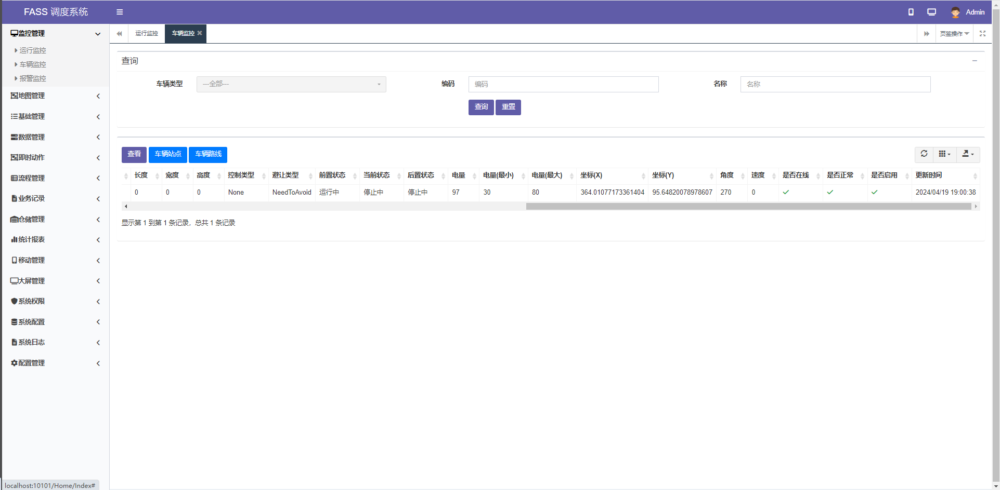 FASS 调度系统
Admin
监控管理
运行监控
车辆监控
报警监控
地图管理
基础管理
数据管理
即时动作
流程管理
业务记录
仓储管理
统计报表
移动管理
大屏管理
系统权限
系统配置
系统日志
配置管理
运行监控 车辆监控 页签操作
查询
车辆类型 ---全部--- 编码 编码 名称 名称
查询 重置
查看 车辆站点 车辆路线
长度 宽度 高度 控制类型 避让类型 前置状态 当前状态 后置状态 电量 电量(最小) 电量(最大) 坐标(X) 坐标(Y) 角度 速度 是否在线 是否正常 是否启用 更新时间
0 0 0 None NeedToAvoid 运行中 停止中 停止中 97 30 80 364.01077173361404 95.64820078978607 270 0 2024/04/19 19:00:38
显示第 1 到第 1 条记录，总共 1 条记录
localhost:10101/Home/Index#